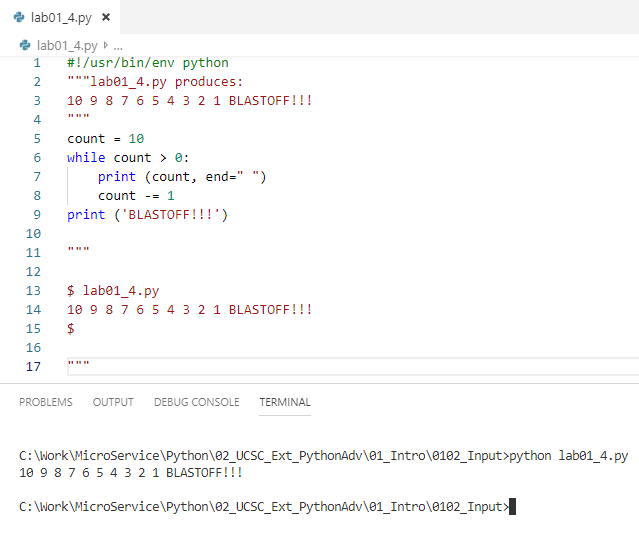 lab01_4.py ×
lab01_4.py › ...
1 #!/usr/bin/env python
2 """lab01_4.py produces:
3 10 9 8 7 6 5 4 3 2 1 BLASTOFF!!!
4 """
5 count = 10
6 while count > 0:
7     print (count, end=" ")
8     count -= 1
9 print ('BLASTOFF!!!')
10
11 """
12
13 $ lab01_4.py
14 10 9 8 7 6 5 4 3 2 1 BLASTOFF!!!
15 $
16
17 """
PROBLEMS OUTPUT DEBUG CONSOLE TERMINAL
C:\Work\MicroService\Python\02_UCSC_Ext_PythonAdv\01_Intro\0102_Input>python lab01_4.py
10 9 8 7 6 5 4 3 2 1 BLASTOFF!!!
C:\Work\MicroService\Python\02_UCSC_Ext_PythonAdv\01_Intro\0102_Input>